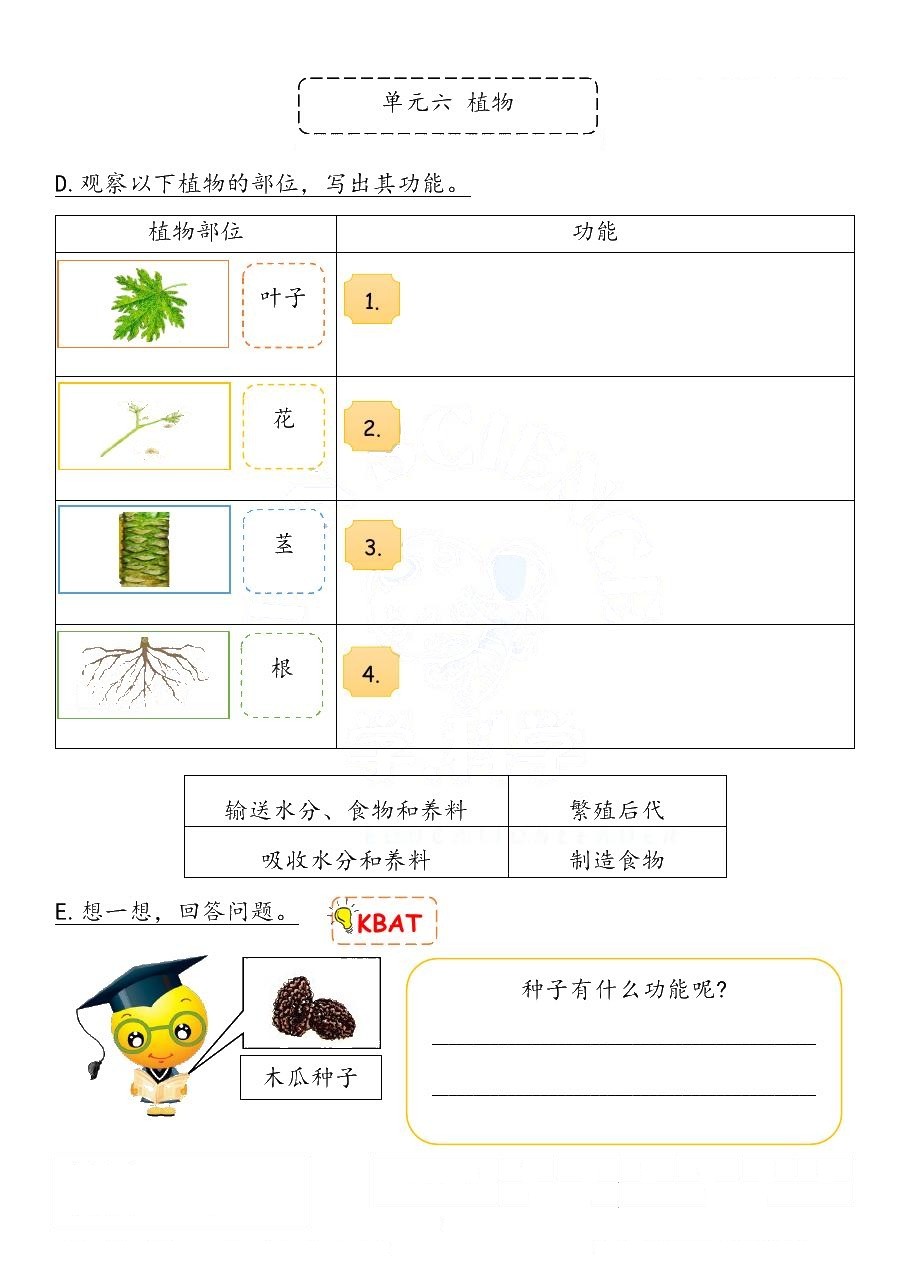 单元六 植物
D. 观察以下植物的部位，写出其功能。
植物部位 功能
叶子 1.
花 2.
茎 3.
根 4.
输送水分、食物和养料 繁殖后代
吸收水分和养料 制造食物
E. 想一想，回答问题。 KBAT
种子有什么功能呢?
木瓜种子